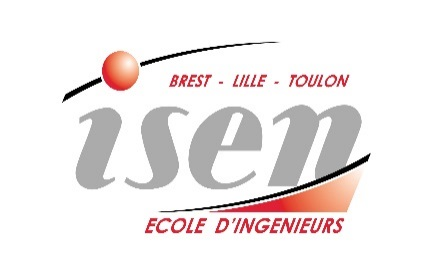 BREST - LILLE - TOULON
isen
ECOLE D'INGENIEURS